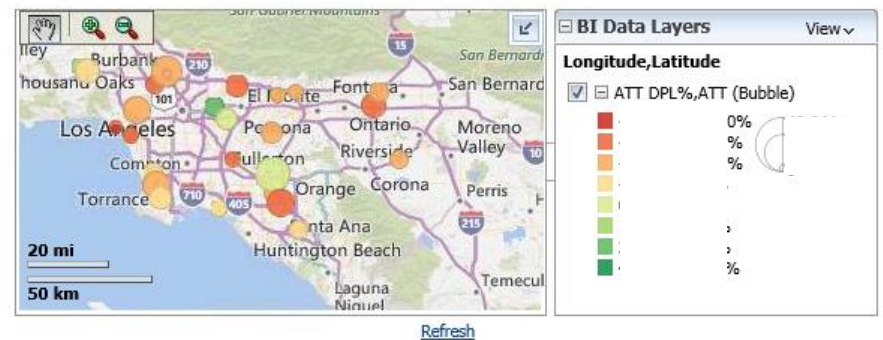 San Gabriel Mountains
15
BI Data Layers
View
lley
Burbank
210
San Bernardi
Longitude,Latitude
housand Oaks
101
El Monte
Fontana
San Bernard
ATT DPL%,ATT (Bubble)
Los Angeles
Pomona
Ontario
Moreno
Valley
0%
%
%
Compton
Fullerton
Riverside
10
Torrance
710
405
Orange
Corona
Perris
215
Santa Ana
20 mi
Huntington Beach
50 km
Laguna
Niguel
Temecul
%
Refresh